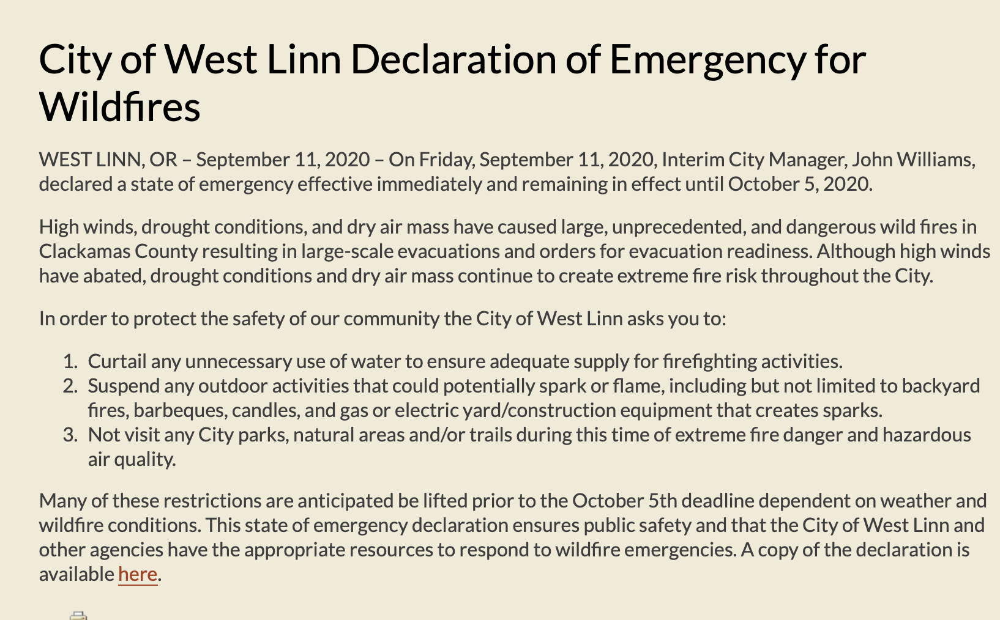 City of West Linn Declaration of Emergency for
Wildfires
WEST LINN, OR – September 11, 2020 – On Friday, September 11, 2020, Interim City Manager, John Williams,
declared a state of emergency effective immediately and remaining in effect until October 5, 2020.
High winds, drought conditions, and dry air mass have caused large, unprecedented, and dangerous wild fires in
Clackamas County resulting in large-scale evacuations and orders for evacuation readiness. Although high winds
have abated, drought conditions and dry air mass continue to create extreme fire risk throughout the City.
In order to protect the safety of our community the City of West Linn asks you to:
1. Curtail any unnecessary use of water to ensure adequate supply for firefighting activities.
2. Suspend any outdoor activities that could potentially spark or flame, including but not limited to backyard
fires, barbeques, candles, and gas or electric yard/construction equipment that creates sparks.
3. Not visit any City parks, natural areas and/or trails during this time of extreme fire danger and hazardous
air quality.
Many of these restrictions are anticipated be lifted prior to the October 5th deadline dependent on weather and
wildfire conditions. This state of emergency declaration ensures public safety and that the City of West Linn and
other agencies have the appropriate resources to respond to wildfire emergencies. A copy of the declaration is
available here.